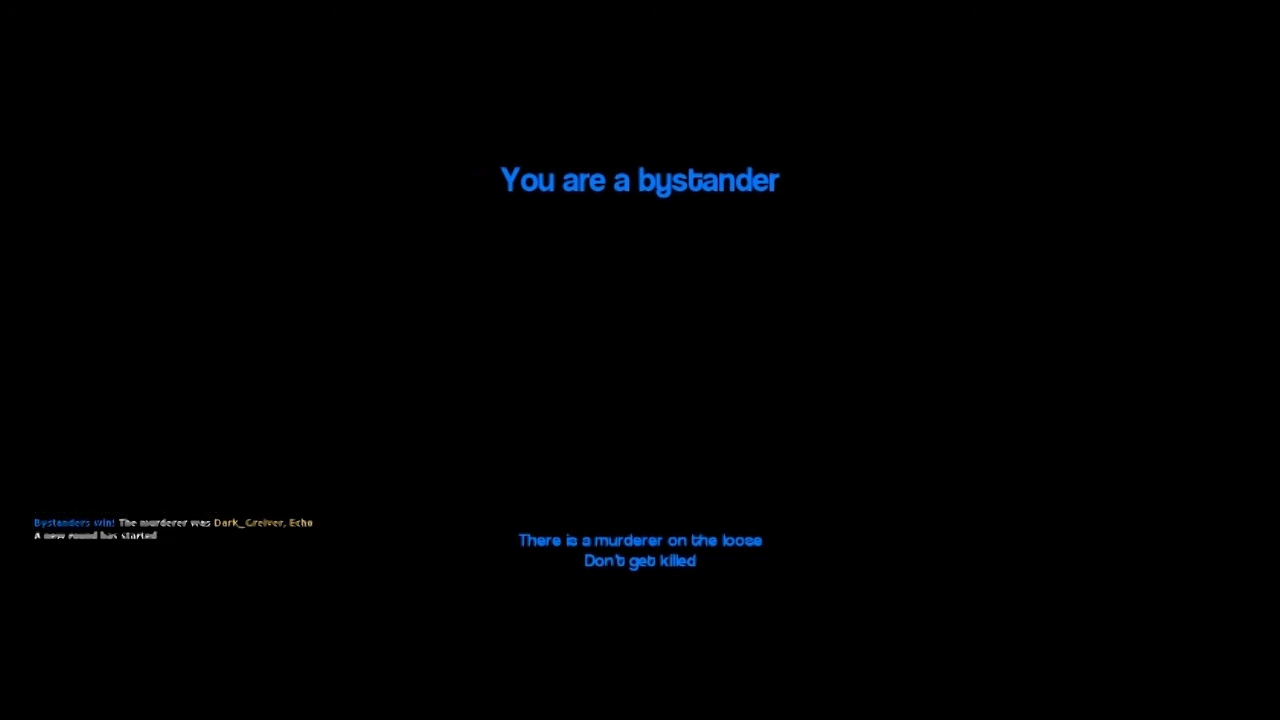 You are a bystander
Bystanders win! The murderer was Dark_Greiver, Echo
A new round has started
There is a murderer on the loose
Don't get killed